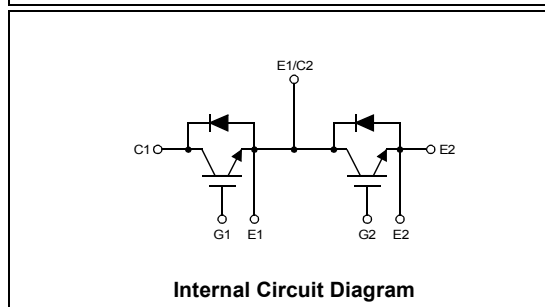 E1/C2
C1 E2
G1 E1 G2 E2
Internal Circuit Diagram